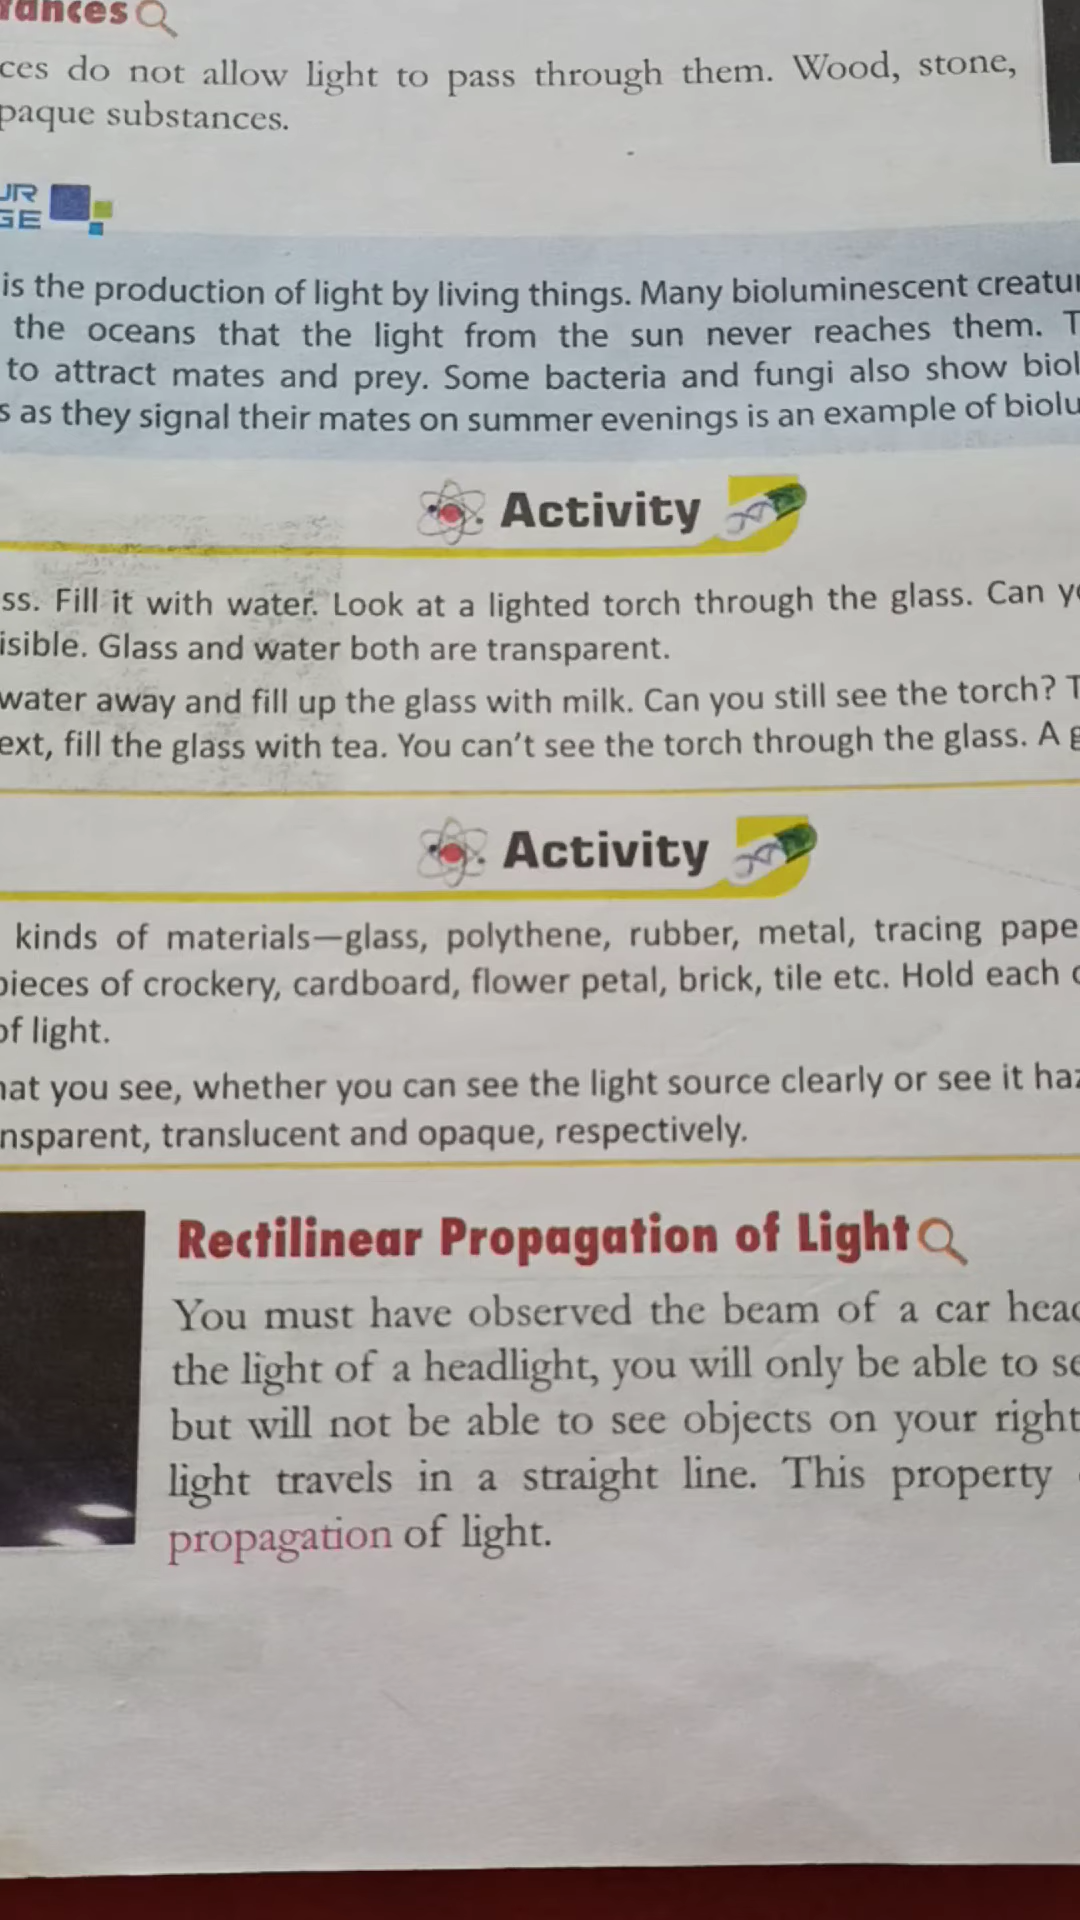 ces do not allow light to pass through them. Wood, stone,
paque substances.
is the production of light by living things. Many bioluminescent
the oceans that the light from the sun never reaches them.
to attract mates and prey. Some bacteria and fungi also show
s as they signal their mates on summer evenings is an example of
Activity
ss. Fill it with water. Look at a lighted torch through the glass. Can
isible. Glass and water both are transparent.
water away and fill up the glass with milk. Can you still see the torch?
ext, fill the glass with tea. You can't see the torch through the glass. A
Activity
kinds of materials—glass, polythene, rubber, metal, tracing pape
pieces of crockery, cardboard, flower petal, brick, tile etc. Hold each
of light.
hat you see, whether you can see the light source clearly or see it
nsparent, translucent and opaque, respectively.
Rectilinear Propagation of Light
You must have observed the beam of a car
the light of a headlight, you will only be able to
but will not be able to see objects on your right
light travels in a straight line. This property
propagation of light.